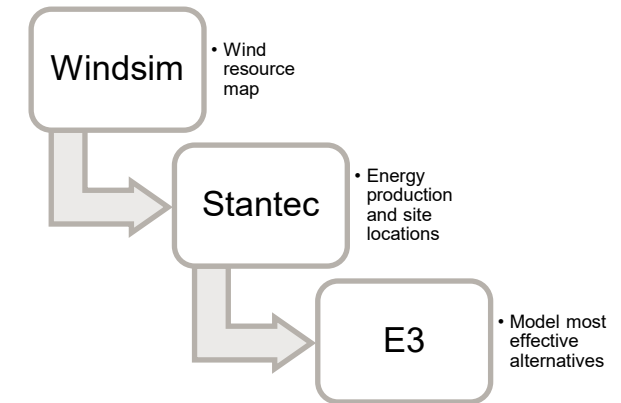 Windsim
• Wind
resource
map
Stantec
• Energy
production
and site
locations
E3
• Model most
effective
alternatives